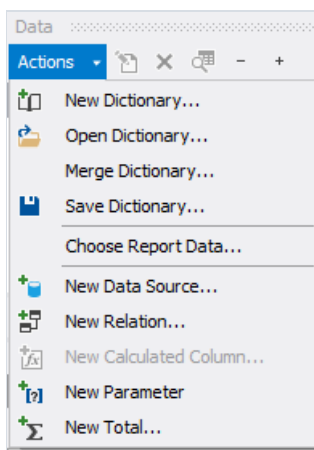 Data
Actions
New Dictionary...
Open Dictionary...
Merge Dictionary...
Save Dictionary...
Choose Report Data...
New Data Source...
New Relation...
New Calculated Column...
New Parameter
New Total...